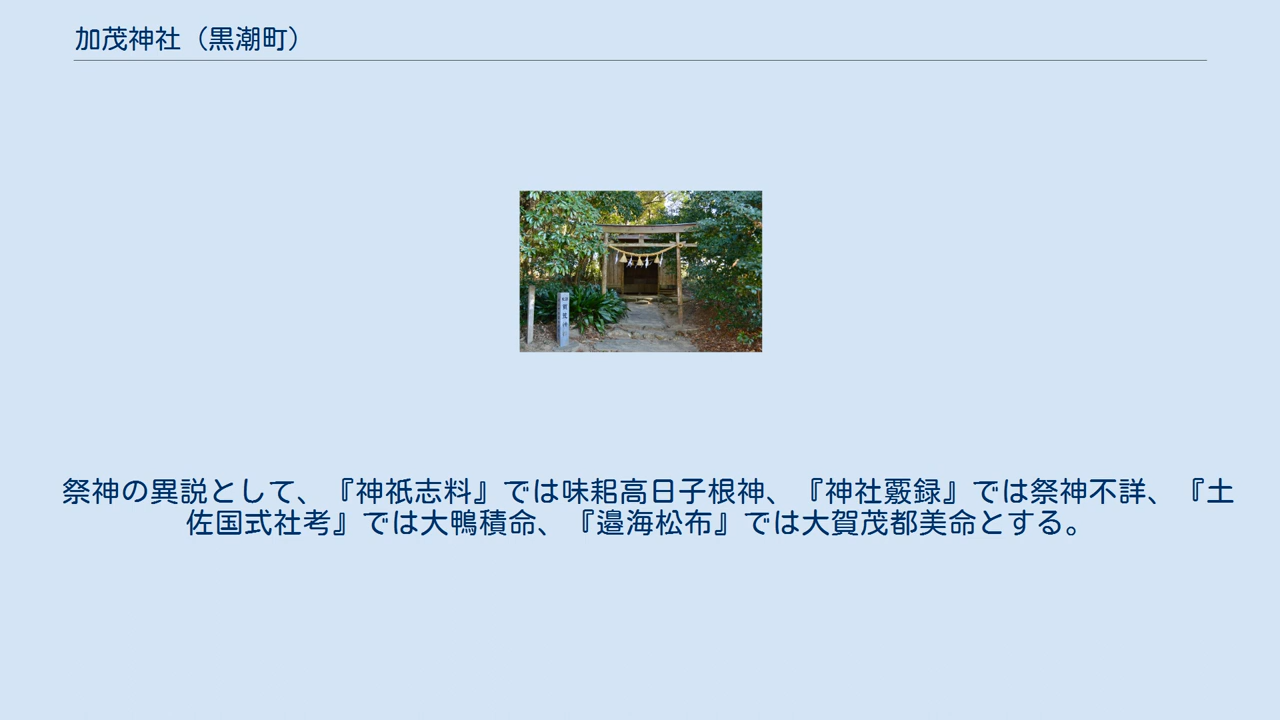 加茂神社（黒潮町）
祭神の異説として、『神祇志料』では味耜高日子根神、『神社覈録』では祭神不詳、『土
佐国式社考』では大鴨積命、『邉海松布』では大賀茂都美命とする。